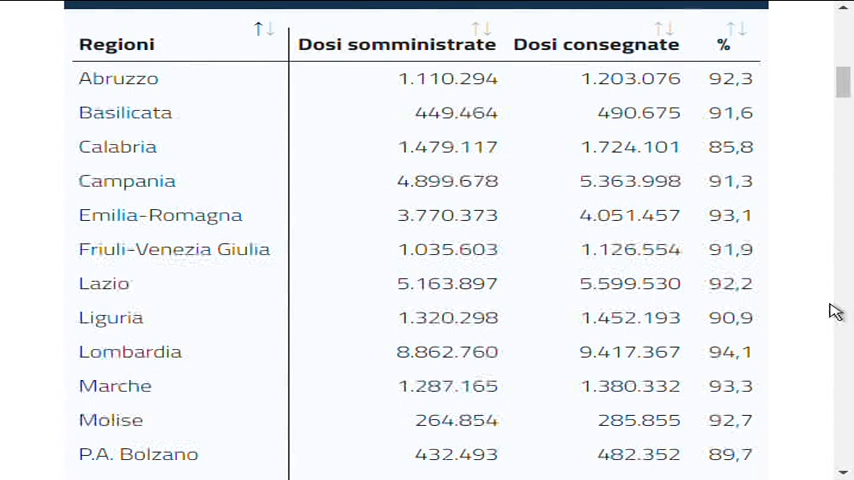 Regioni Dosi somministrate Dosi consegnate %
Abruzzo 1.110.294 1.203.076 92,3
Basilicata 449.464 490.675 91,6
Calabria 1.479.117 1.724.101 85,8
Campania 4.899.678 5.363.998 91,3
Emilia-Romagna 3.770.373 4.051.457 93,1
Friuli-Venezia Giulia 1.035.603 1.126.554 91,9
Lazio 5.163.897 5.599.530 92,2
Liguria 1.320.298 1.452.193 90,9
Lombardia 8.862.760 9.417.367 94,1
Marche 1.287.165 1.380.332 93,3
Molise 264.854 285.855 92,7
P.A. Bolzano 432.493 482.352 89,7